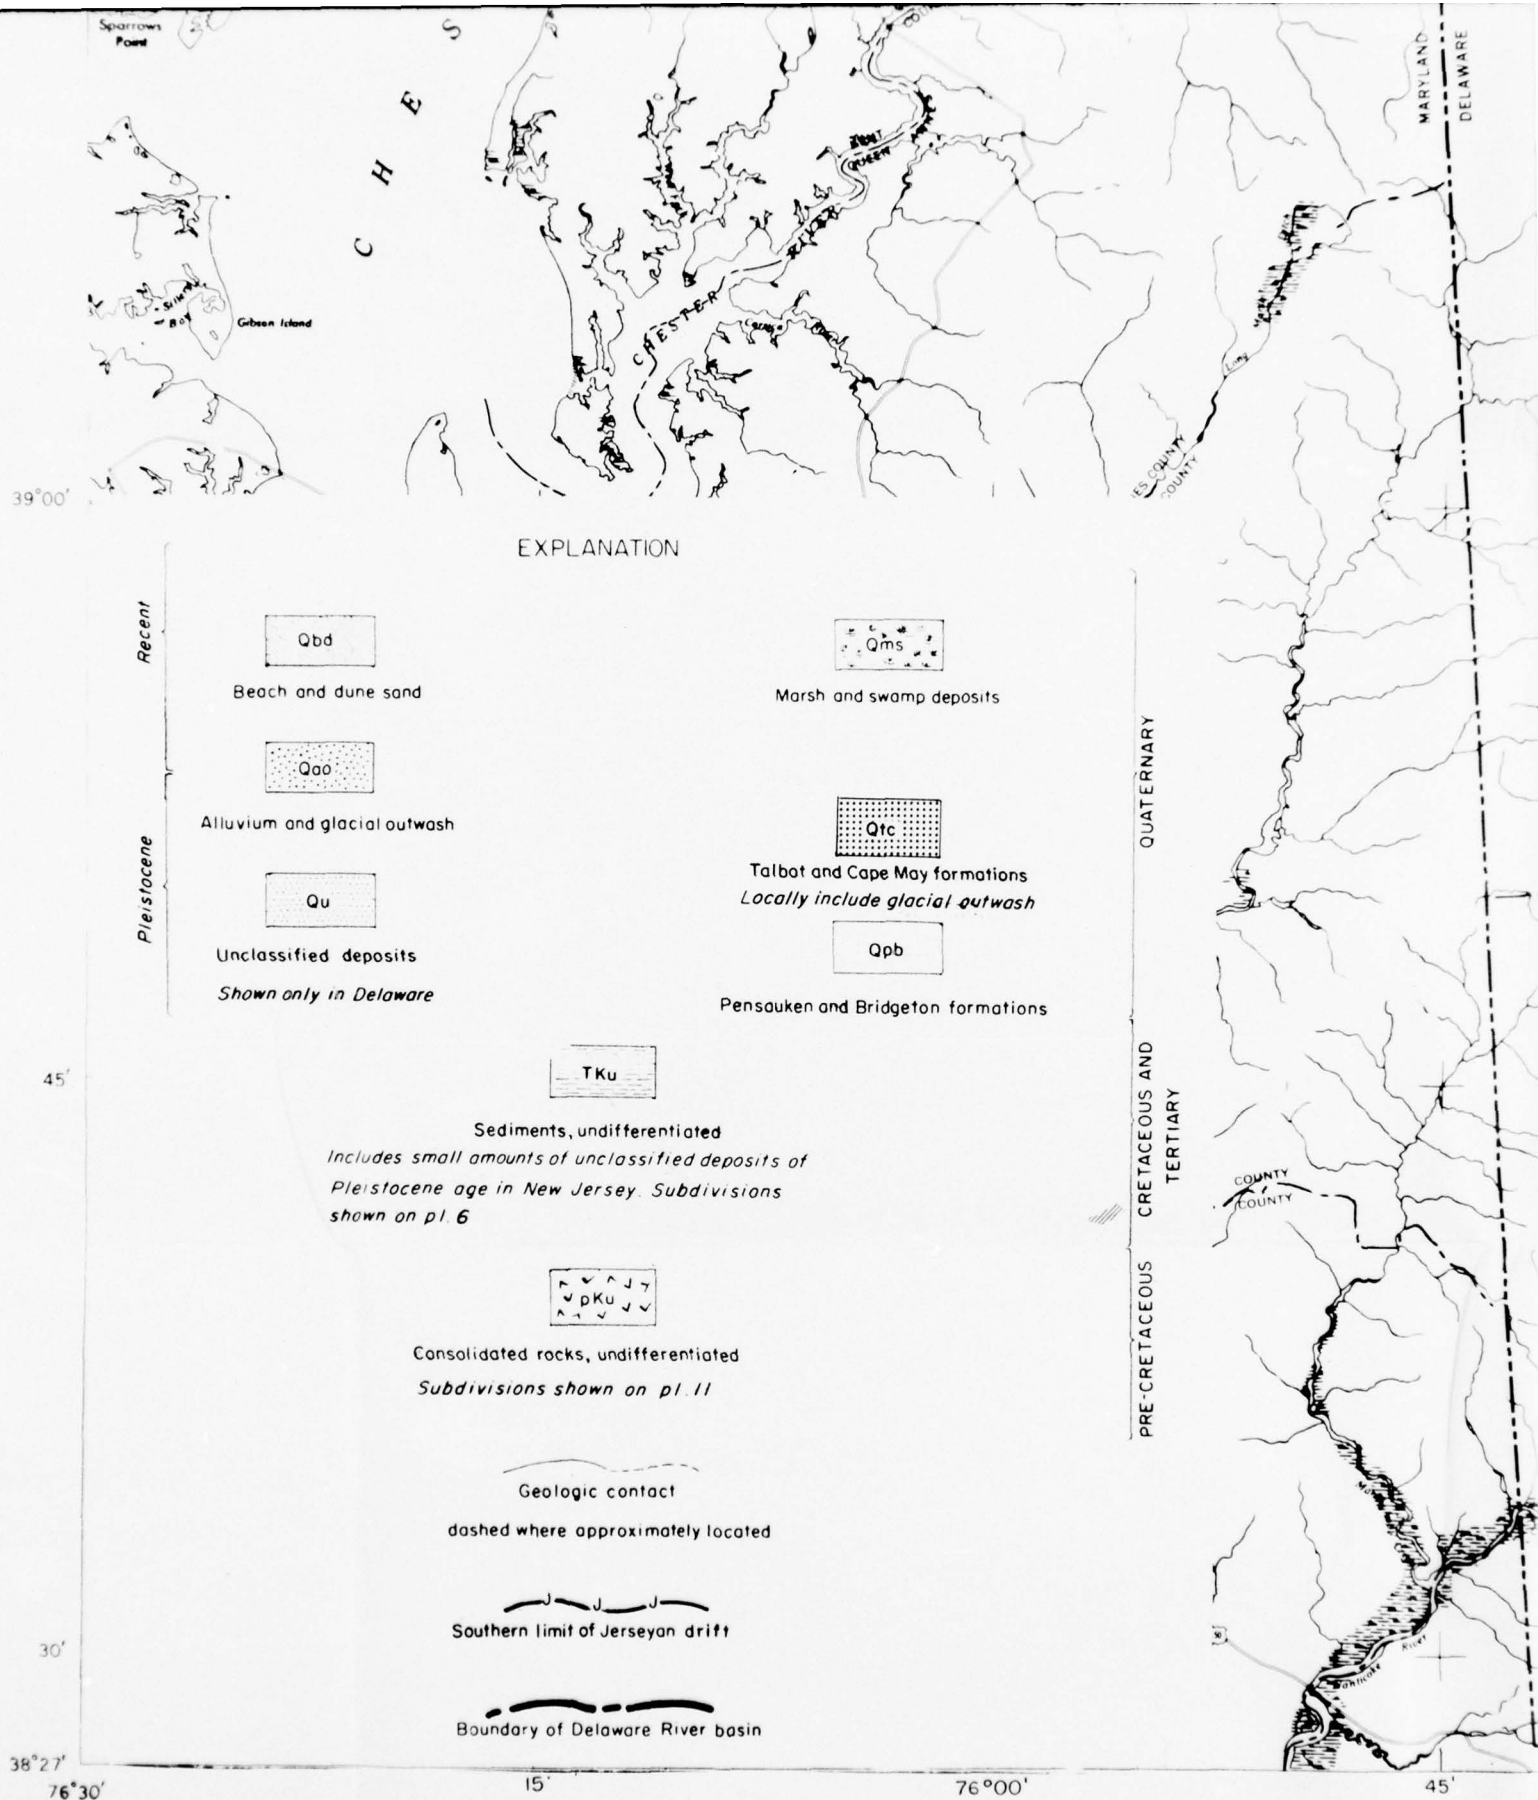 Sparrows
Point
C H E S
MARYLAND
DELAWARE
KENT
QUEEN ANNES
CHESTER RIVER
Gibson Island
Long
COUNTY
39°00'
EXPLANATION
Recent
Qbd
Beach and dune sand
Qms
Marsh and swamp deposits
Pleistocene
Qao
Alluvium and glacial outwash
Qtc
Talbot and Cape May formations
Locally include glacial outwash
Qu
Unclassified deposits
Shown only in Delaware
Qpb
Pensauken and Bridgeton formations
QUATERNARY
45'
TKu
Sediments, undifferentiated
Includes small amounts of unclassified deposits of
Pleistocene age in New Jersey. Subdivisions
shown on pl. 6
CRETACEOUS AND
TERTIARY
COUNTY
COUNTY
pKu
Consolidated rocks, undifferentiated
Subdivisions shown on pl. 11
PRE-CRETACEOUS
Geologic contact
dashed where approximately located
J J J
Southern limit of Jerseyan drift
30'
50
River
Boundary of Delaware River basin
38°27'
76°30'
15'
76°00'
45'